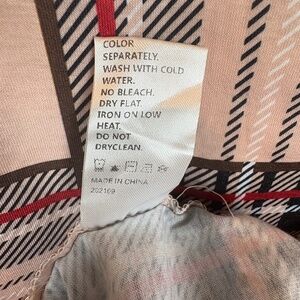 COLOR
SEPARATELY.
WASH WITH COLD
WATER.
NO BLEACH.
DRY FLAT.
IRON ON LOW
HEAT.
DO NOT
DRYCLEAN.
MADE IN CHINA
202169